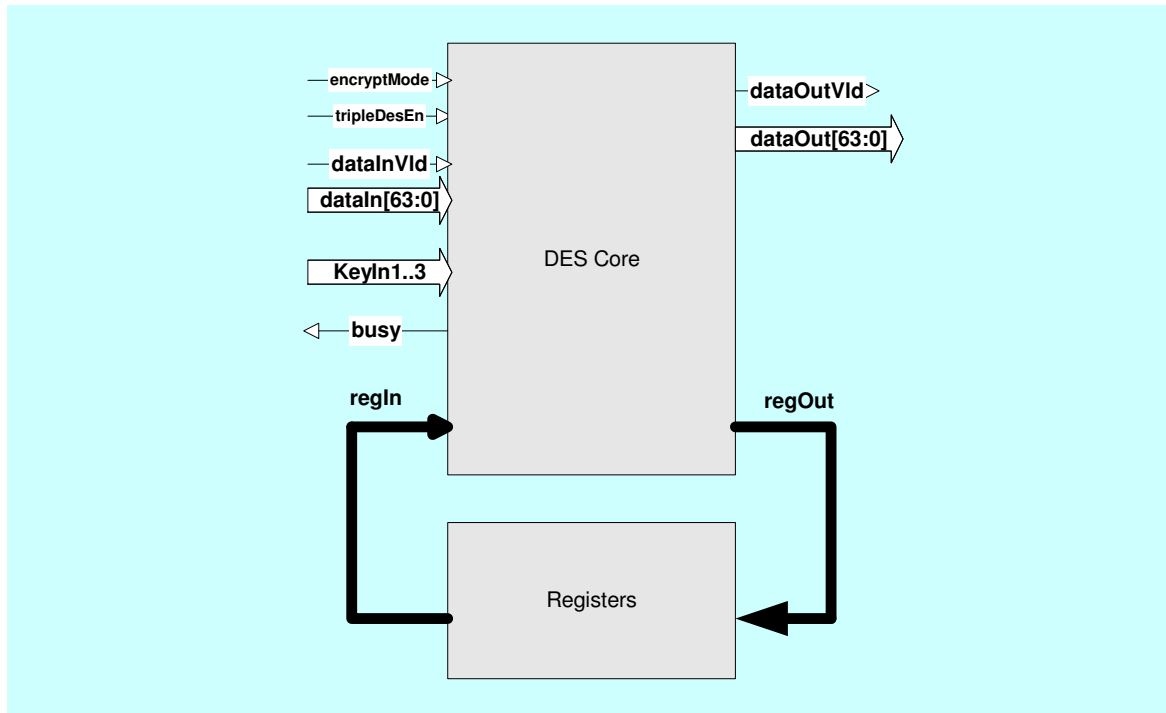 encryptMode
tripleDesEn
dataInVld
dataIn[63:0]
KeyIn1..3
busy
regIn
DES Core
dataOutVld
dataOut[63:0]
regOut
Registers